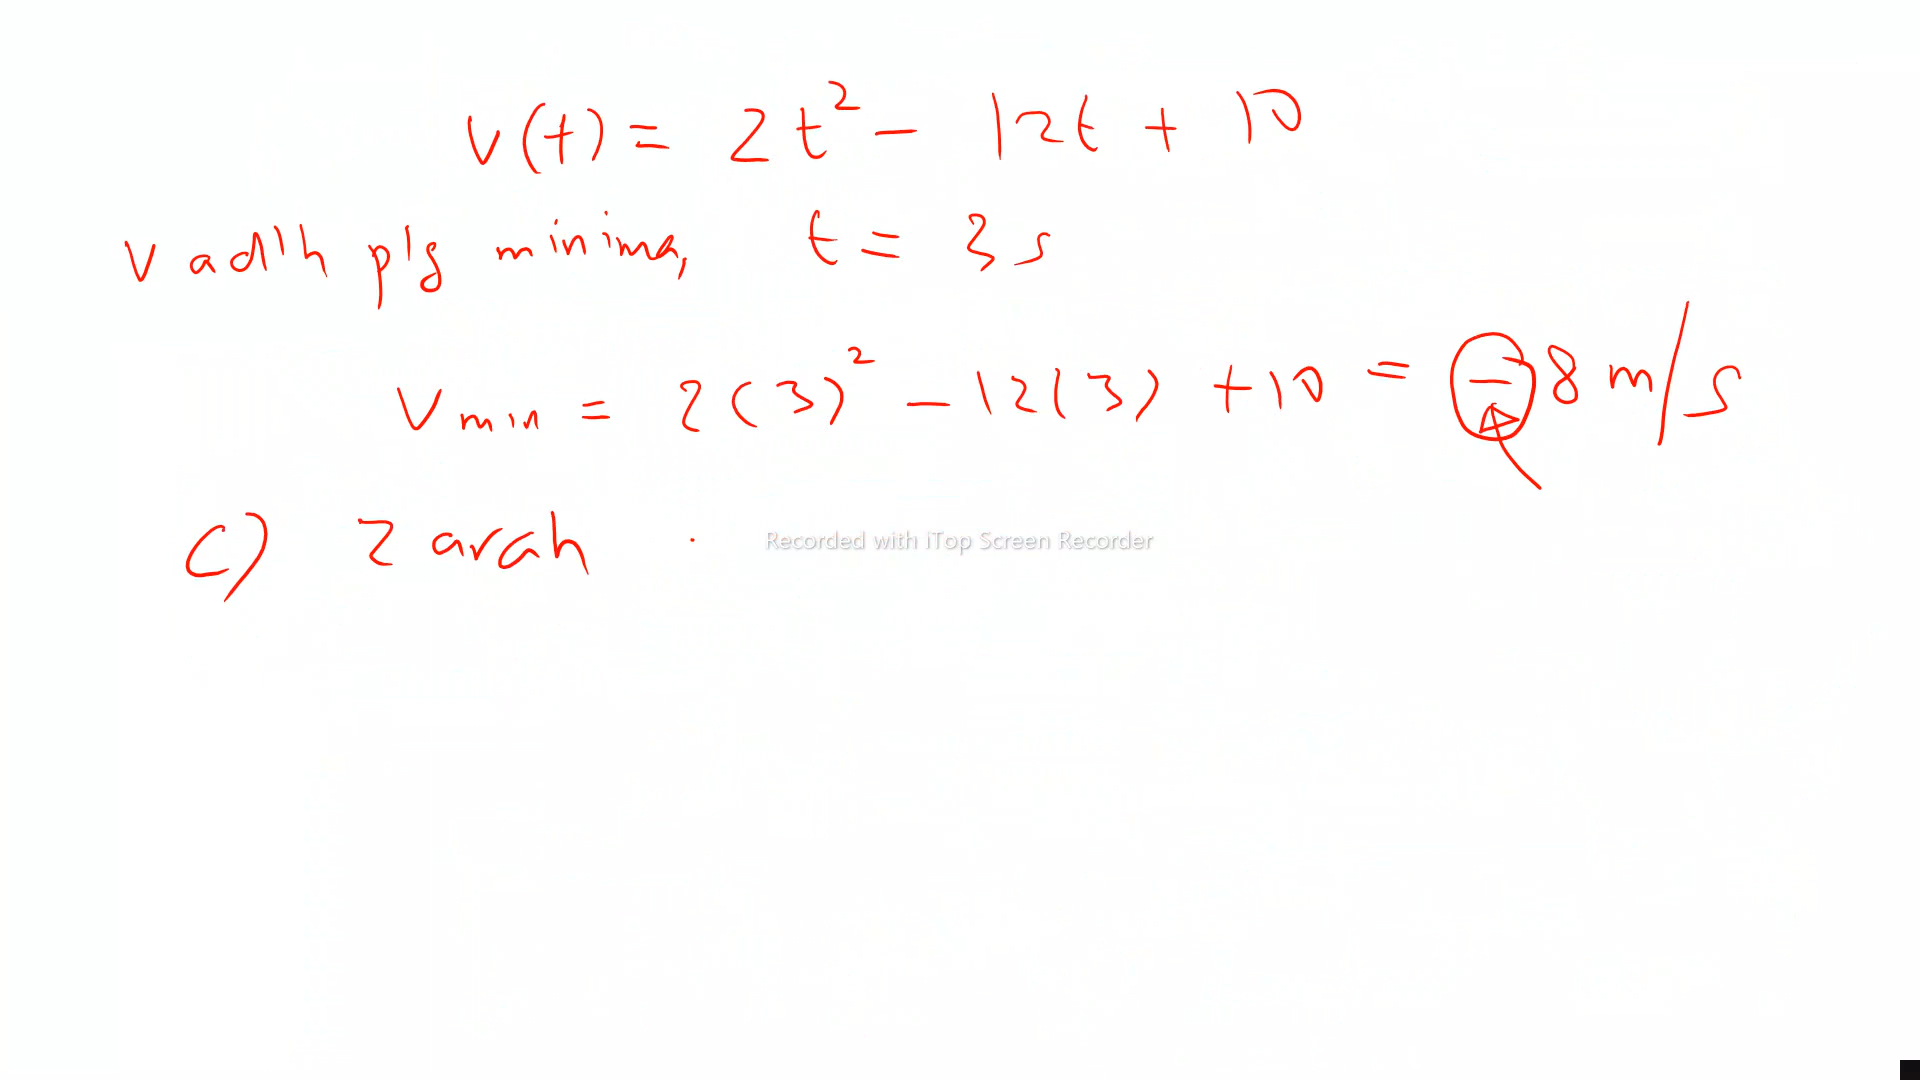 v(t) = 2t² - 12t + 10
v adlh plg minima, t = 3 s
Vmin = 2(3)² - 12(3) + 10 = -8 m/s
c) Z arah
Recorded with iTop Screen Recorder